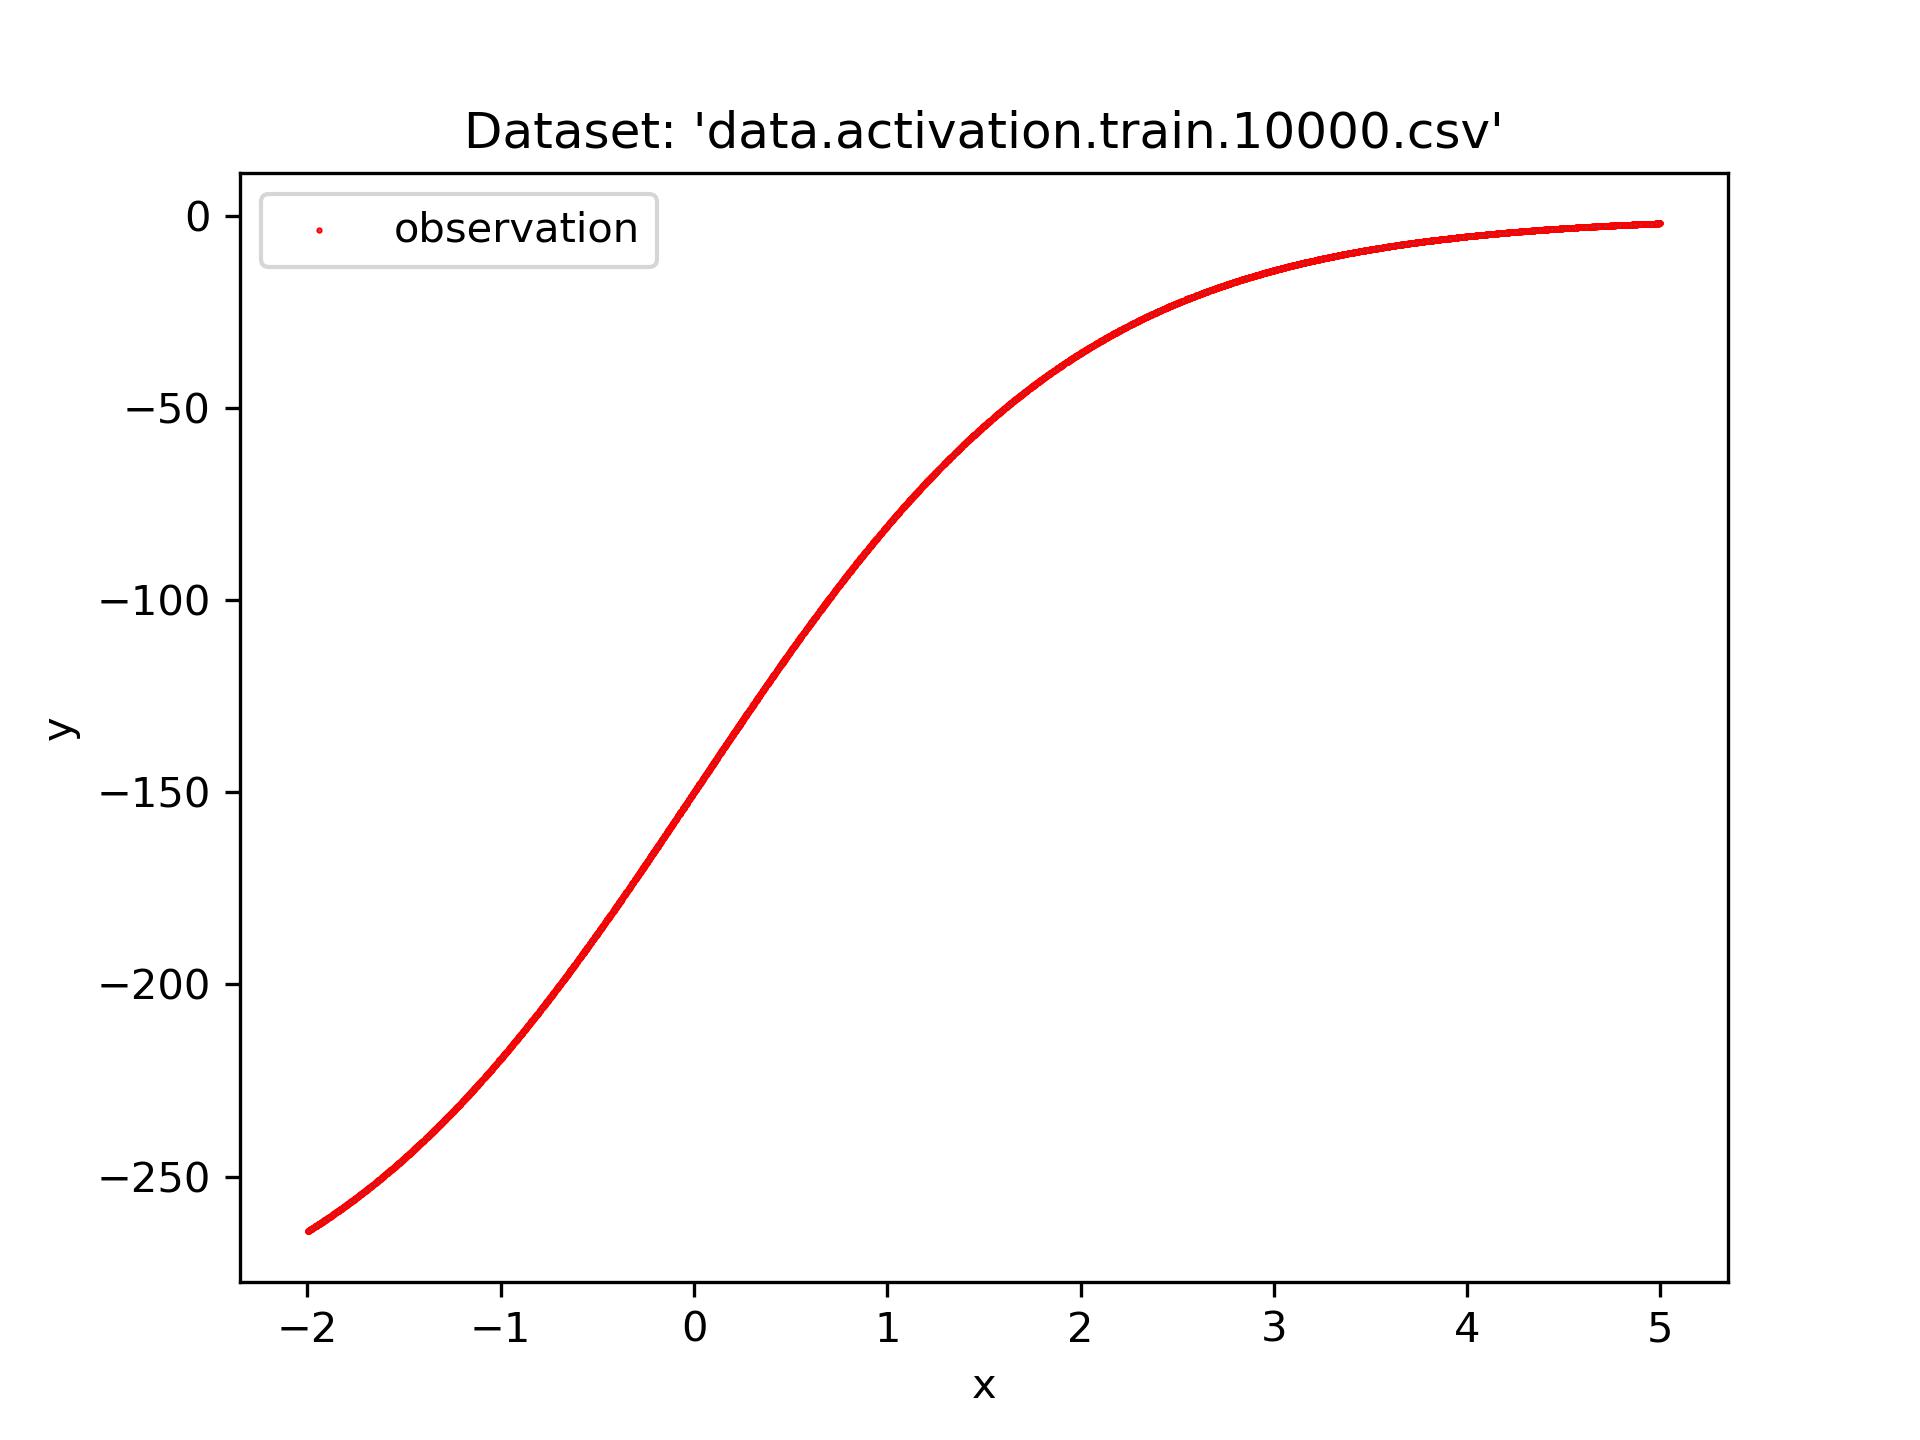 Dataset: 'data.activation.train.10000.csv'
observation
0
−50
−100
−150
−200
−250
y
−2 −1 0 1 2 3 4 5
x